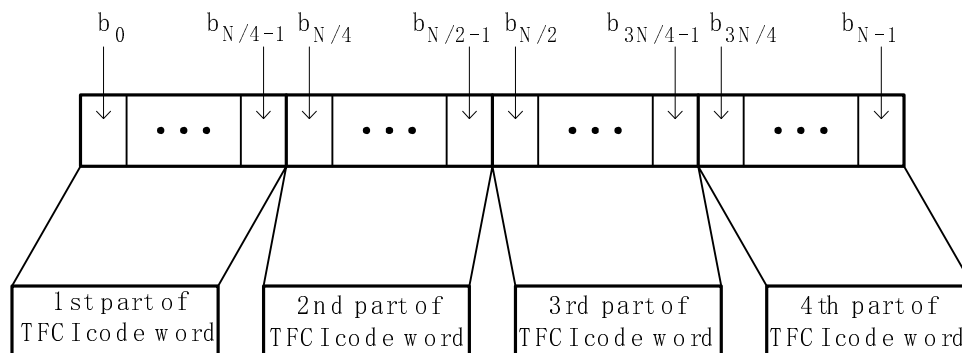 b0 bN/4-1 bN/4 bN/2-1 bN/2 b3N/4-1 b3N/4 bN-1
1st part of TFCI code word
2nd part of TFCI code word
3rd part of TFCI code word
4th part of TFCI code word